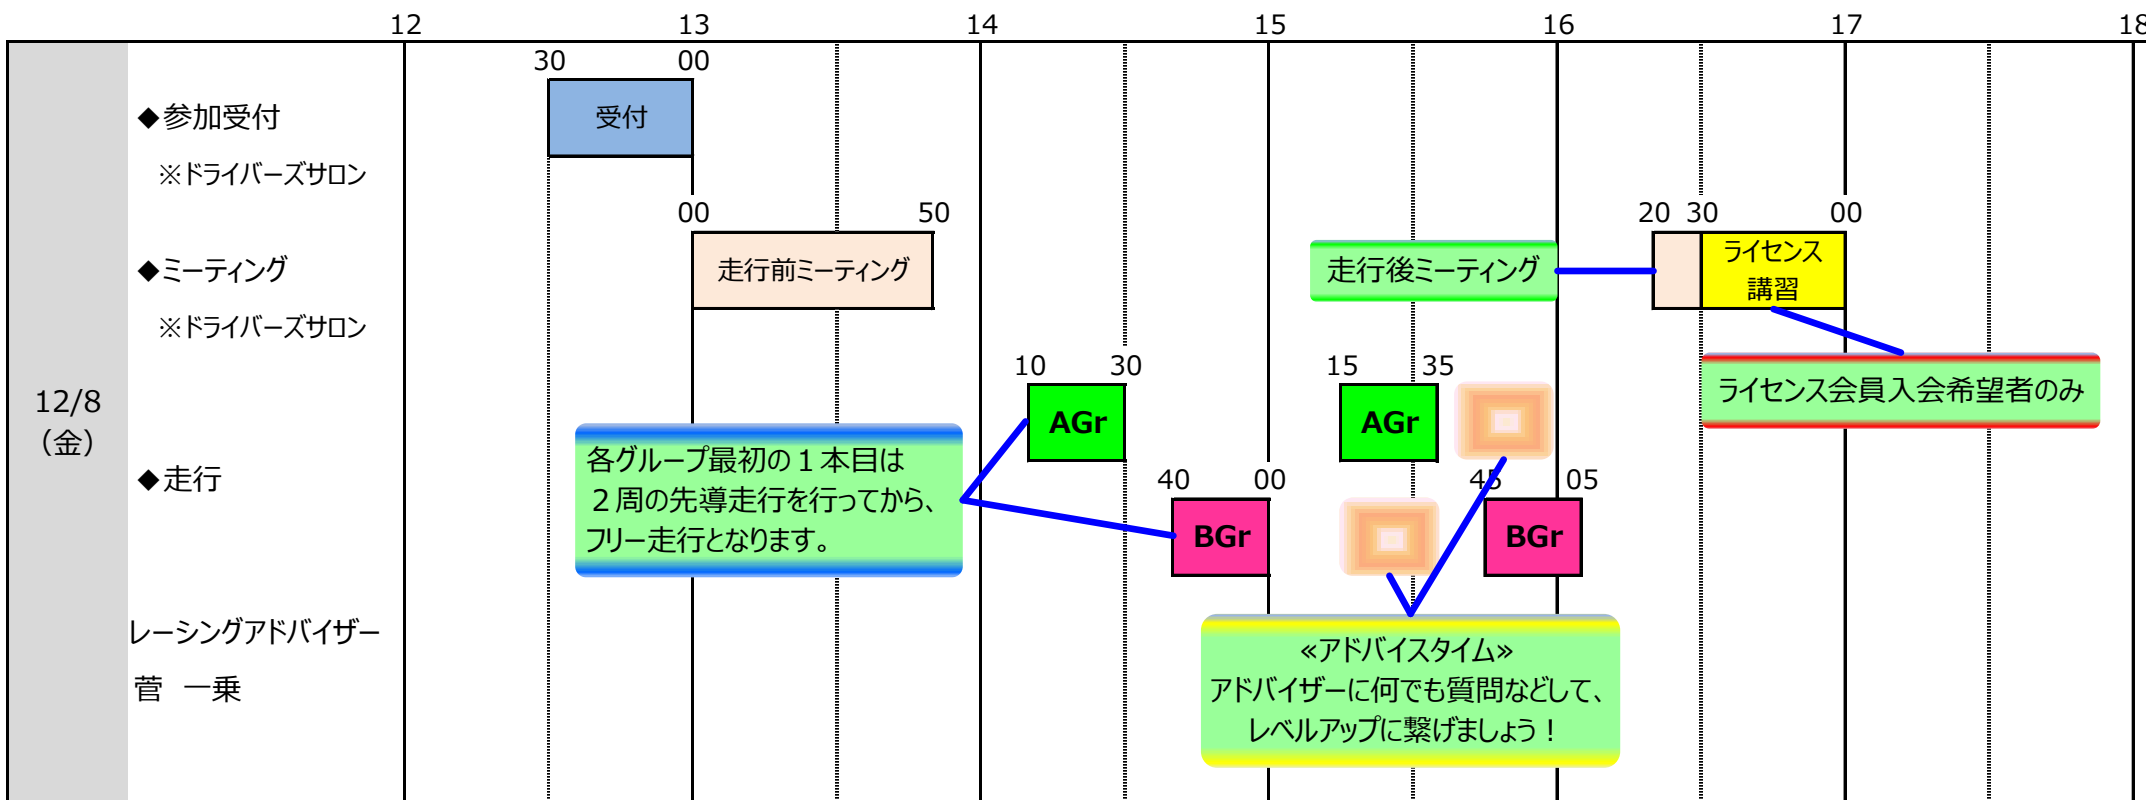 12 13 14 15 16 17 18
30 00
◆参加受付
受付
※ドライバーズサロン
00 50 20 30 00
◆ミーティング
走行前ミーティング
走行後ミーティング
ライセンス
講習
※ドライバーズサロン
10 30 15 35
ライセンス会員入会希望者のみ
AGr AGr
12/8
(金)
各グループ最初の1本目は
2周の先導走行を行ってから、
フリー走行となります。
◆走行
40 00 45 05
BGr BGr
レーシングアドバイザー
菅 一乗
«アドバイスタイム»
アドバイザーに何でも質問などして、
レベルアップに繋げましょう!